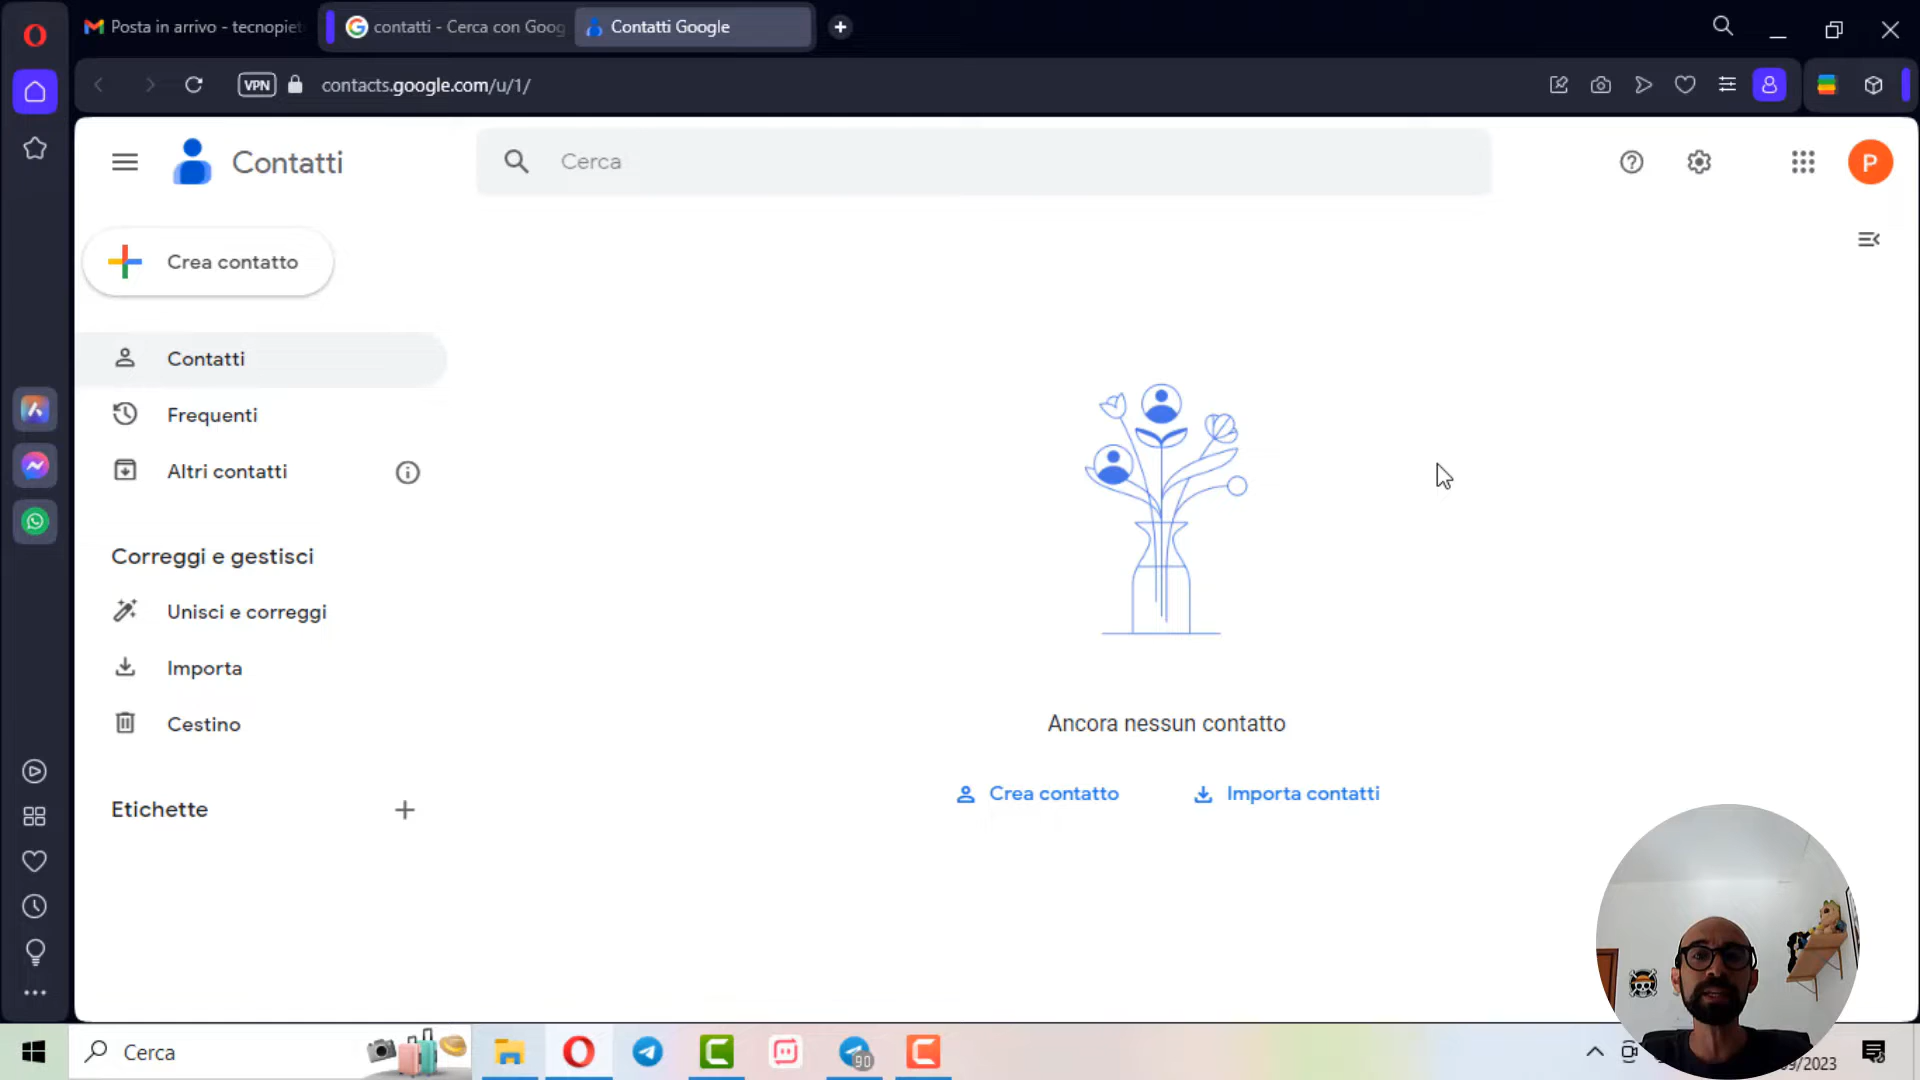 Posta in arrivo - tecnopiet
contatti - Cerca con Goog
Contatti Google
VPN
contacts.google.com/u/1/
Contatti
Cerca
P
Crea contatto
Contatti
Frequenti
Altri contatti
Correggi e gestisci
Unisci e correggi
Importa
Cestino
Etichette
Ancora nessun contatto
Crea contatto
Importa contatti
Cerca
90
/2023